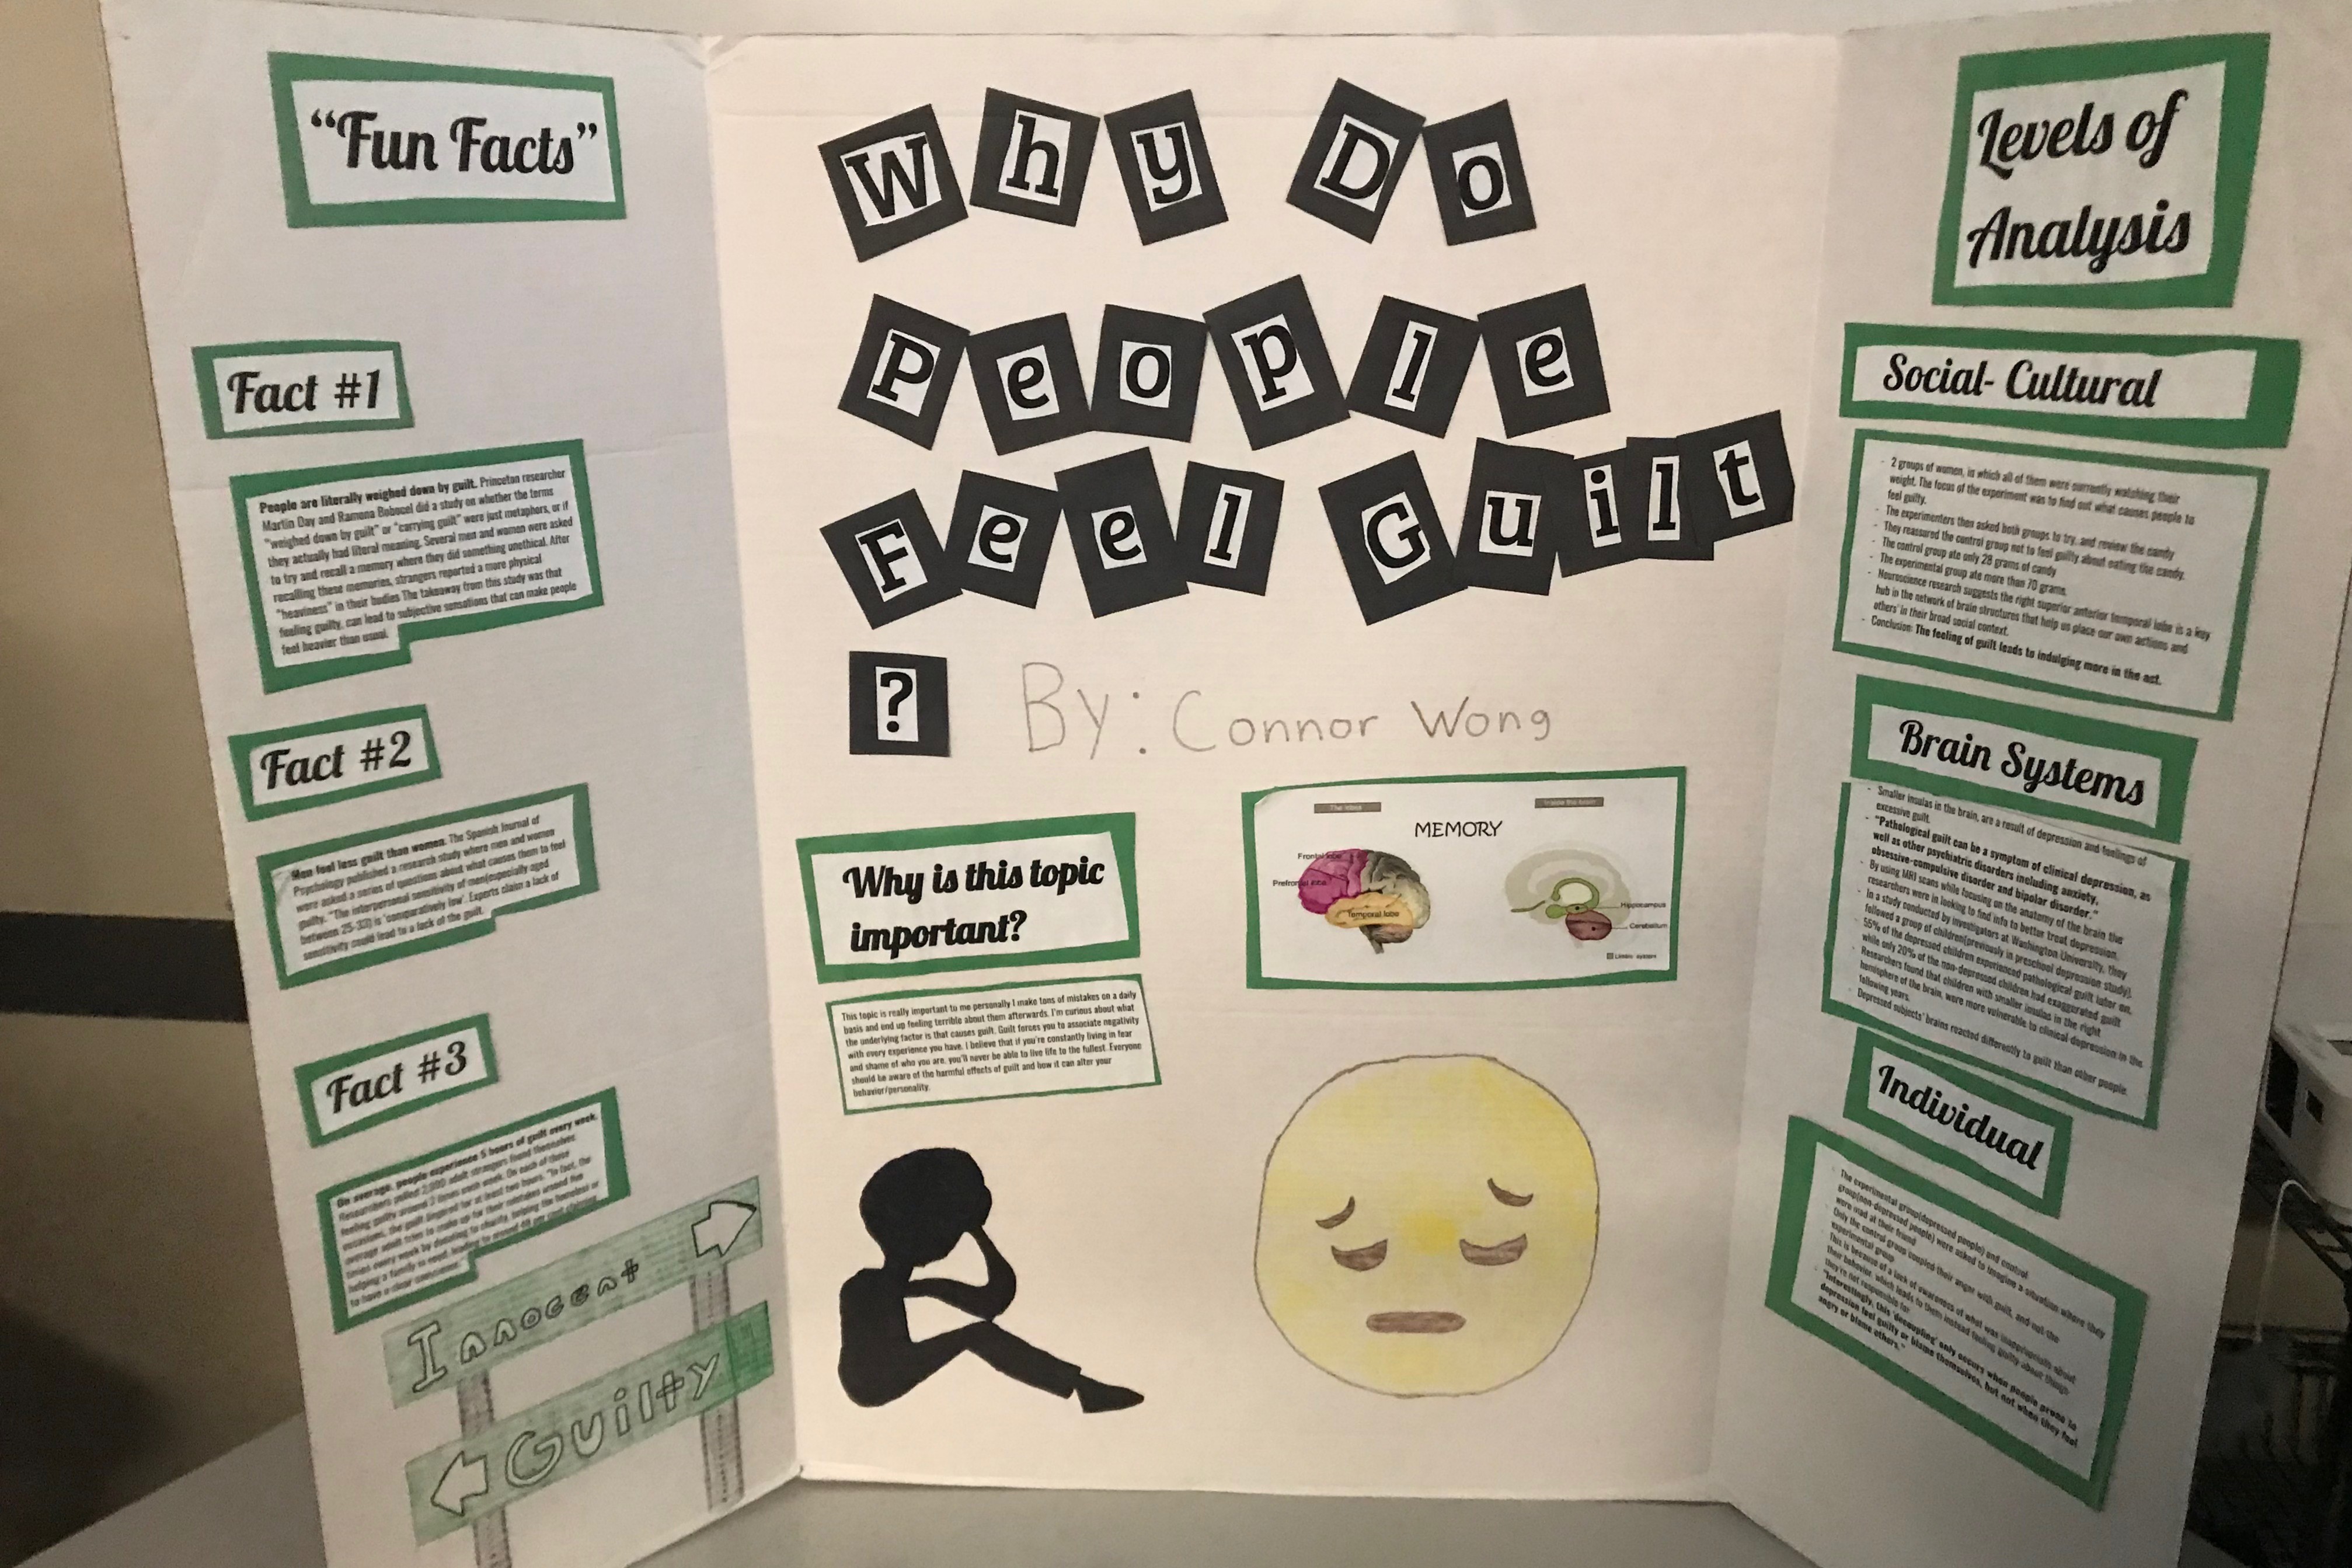 “Fun Facts”
Fact #1
People are literally weighed down by guilt. Princeton researcher
Martin Day and Ramona Bobocel did a study on whether the terms
"weighed down by guilt" or "carrying guilt" were just metaphors, or if
they actually had literal meaning. Several men and women were asked
to try and recall a memory where they did something unethical. After
recalling these memories, strangers reported a more physical
"heaviness" in their bodies The takeaway from this study was that
feeling guilty, can lead to subjective sensations that can make people
feel heavier than usual.
Fact #2
Men feel less guilt than women. The Spanish Journal of
Psychology published a research study where men and women
were asked a series of questions about what causes them to feel
guilty. "The interpersonal sensitivity of men(especially aged
between 25-33) is 'comparatively low'. Experts claim a lack of
sensitivity could lead to a lack of the guilt.
Fact #3
On average, people experience 5 hours of guilt every week.
Researchers polled 2,000 adult strangers found themselves
feeling guilty around 3 times each week. On each of these
occasions, the guilt lingered for at least two hours. "In fact, the
average adult tries to make up for their mistakes around five
times every week by donating to charity, helping the homeless or
helping a family in need, leading to around 48 per cent claiming
to have a clear conscience."
Innocent
Guilty
Why Do
People
Feel Guilt
?
By: Connor Wong
Why is this topic
important?
This topic is really important to me personally I make tons of mistakes on a daily
basis and end up feeling terrible about them afterwards. I'm curious about what
the underlying factor is that causes guilt. Guilt forces you to associate negativity
with every experience you have. I believe that if you're constantly living in fear
and shame of who you are, you'll never be able to live life to the fullest. Everyone
should be aware of the harmful effects of guilt and how it can alter your
behavior/personality.
The lobes
Inside the brain
MEMORY
Frontal lobe
Prefrontal lobe
Temporal lobe
Hippocampus
Cerebellum
Limbic system
Levels of
Analysis
Social- Cultural
- 2 groups of women, in which all of them were currently watching their
weight. The focus of the experiment was to find out what causes people to
feel guilty.
- The experimenters then asked both groups to try, and review the candy
- They reassured the control group not to feel guilty about eating the candy.
- The control group ate only 28 grams of candy
- The experimental group ate more than 70 grams.
- Neuroscience research suggests the right superior anterior temporal lobe is a key
hub in the network of brain structures that help us place our own actions and
others' in their broad social context.
- Conclusion: The feeling of guilt leads to indulging more in the act.
Brain Systems
- Smaller insulas in the brain, are a result of depression and feelings of
excessive guilt.
- "Pathological guilt can be a symptom of clinical depression, as
well as other psychiatric disorders including anxiety,
obsessive-compulsive disorder and bipolar disorder."
- By using MRI scans while focusing on the anatomy of the brain the
researchers were in looking to find info to better treat depression.
- In a study conducted by investigators at Washington University, they
followed a group of children(previously in preschool depression study).
- 55% of the depressed children experienced pathological guilt later on,
while only 20% of the non-depressed children had exaggerated guilt
- Researchers found that children with smaller insulas in the right
hemisphere of the brain, were more vulnerable to clinical-depression in the
following years.
- Depressed subjects' brains reacted differently to guilt than other people.
Individual
- The experimental group(depressed people) and control
group(non-depressed people) were asked to imagine a situation where they
were mad at their friend
- Only the control group coupled their anger with guilt, and not the
experimental group
- This is because of a lack of awareness of what was inappropriate about
their behavior, which leads to them instead feeling guilty about things
they're not responsible for
- "Interestingly, this 'decoupling' only occurs when people prone to
depression feel guilty or blame themselves, but not when they feel
angry or blame others."